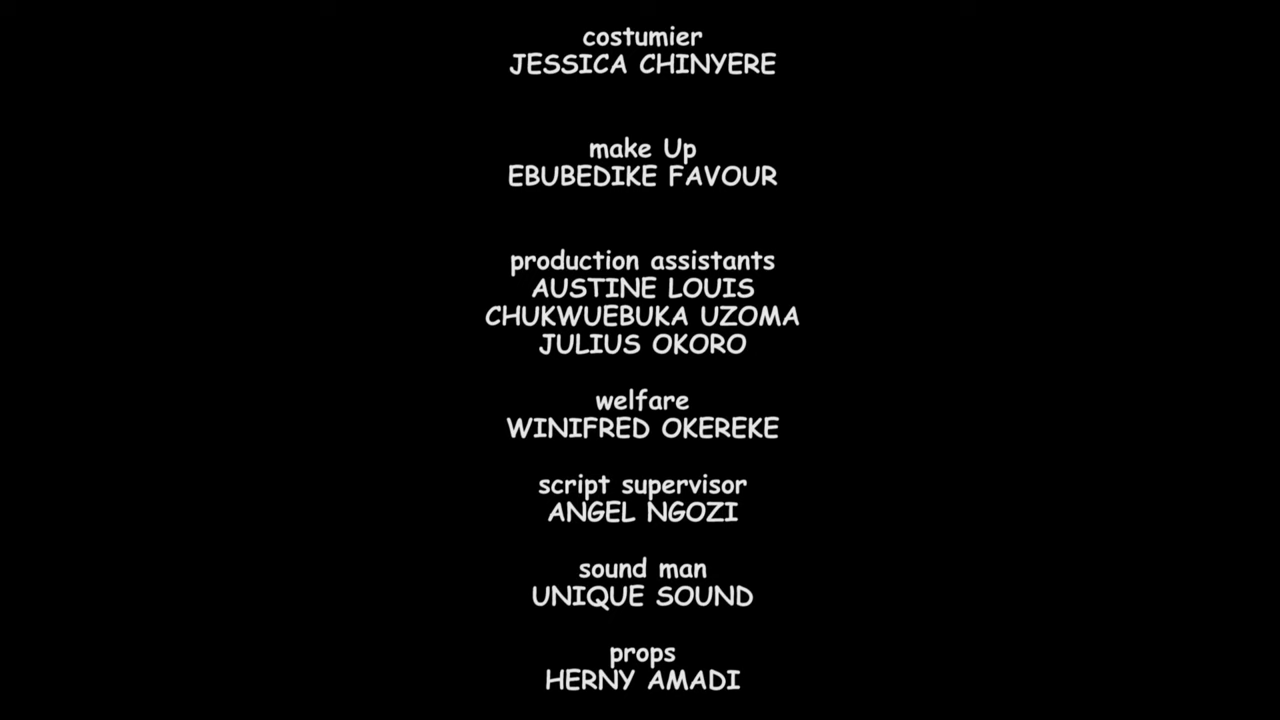 costumier
JESSICA CHINYERE
make Up
EBUBEDIKE FAVOUR
production assistants
AUSTINE LOUIS
CHUKWUEBUKA UZOMA
JULIUS OKORO
welfare
WINIFRED OKEREKE
script supervisor
ANGEL NGOZI
sound man
UNIQUE SOUND
props
HERNY AMADI